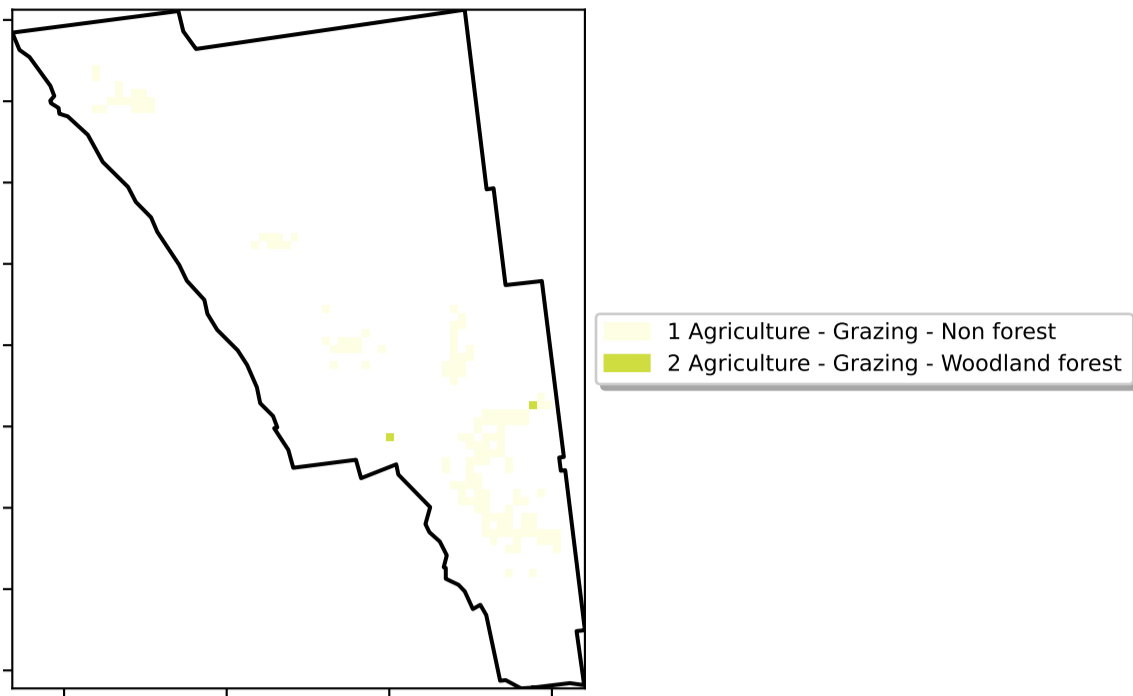 1 Agriculture - Grazing - Non forest
2 Agriculture - Grazing - Woodland forest